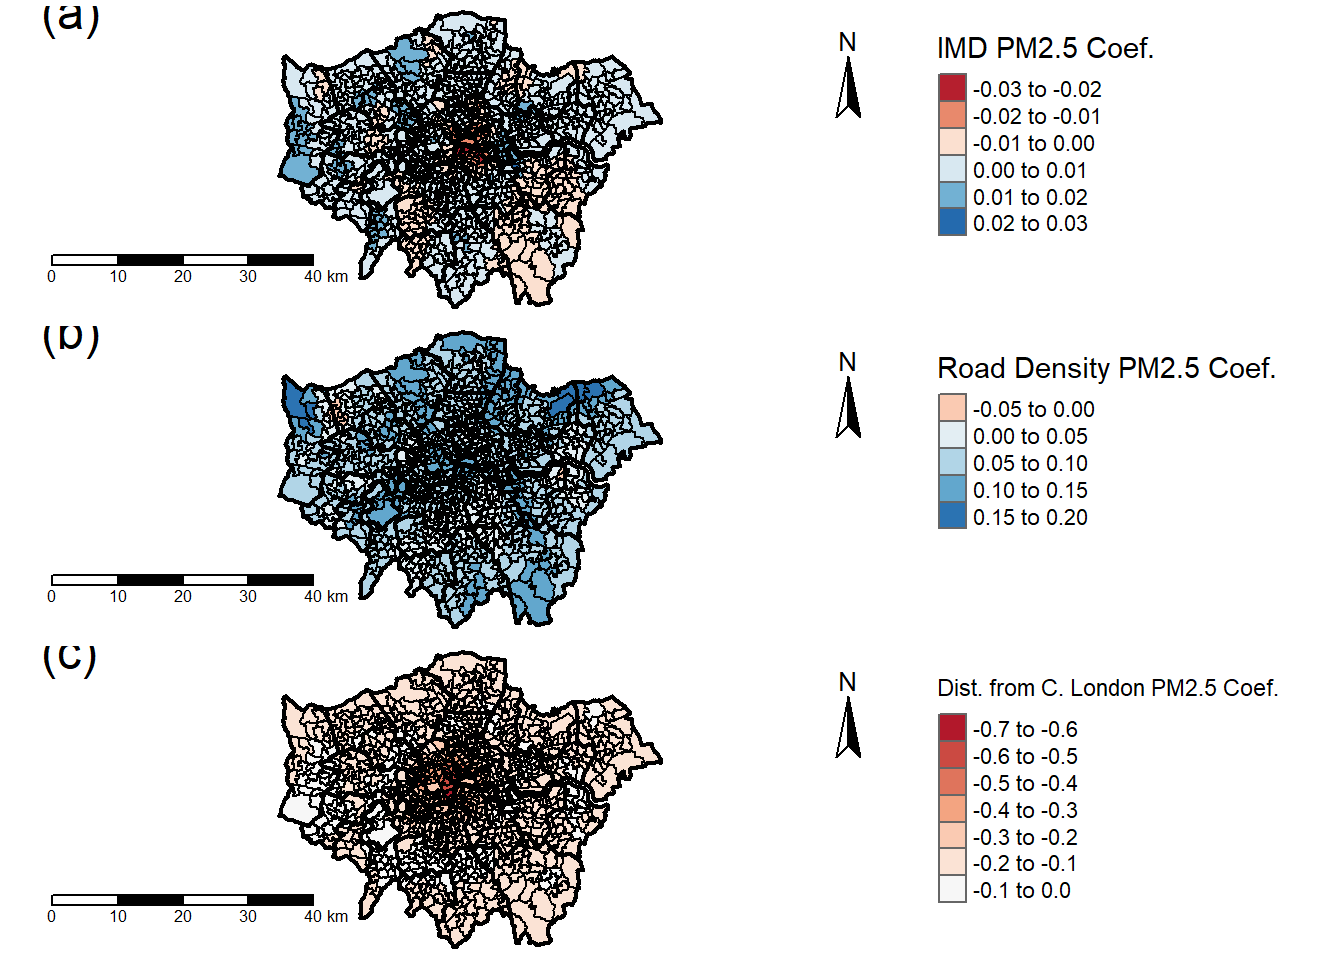 (a)
N
IMD PM2.5 Coef.
-0.03 to -0.02
-0.02 to -0.01
-0.01 to 0.00
0.00 to 0.01
0.01 to 0.02
0.02 to 0.03
0 10 20 30 40 km
(b)
N
Road Density PM2.5 Coef.
-0.05 to 0.00
0.00 to 0.05
0.05 to 0.10
0.10 to 0.15
0.15 to 0.20
0 10 20 30 40 km
(c)
N
Dist. from C. London PM2.5 Coef.
-0.7 to -0.6
-0.6 to -0.5
-0.5 to -0.4
-0.4 to -0.3
-0.3 to -0.2
-0.2 to -0.1
-0.1 to 0.0
0 10 20 30 40 km